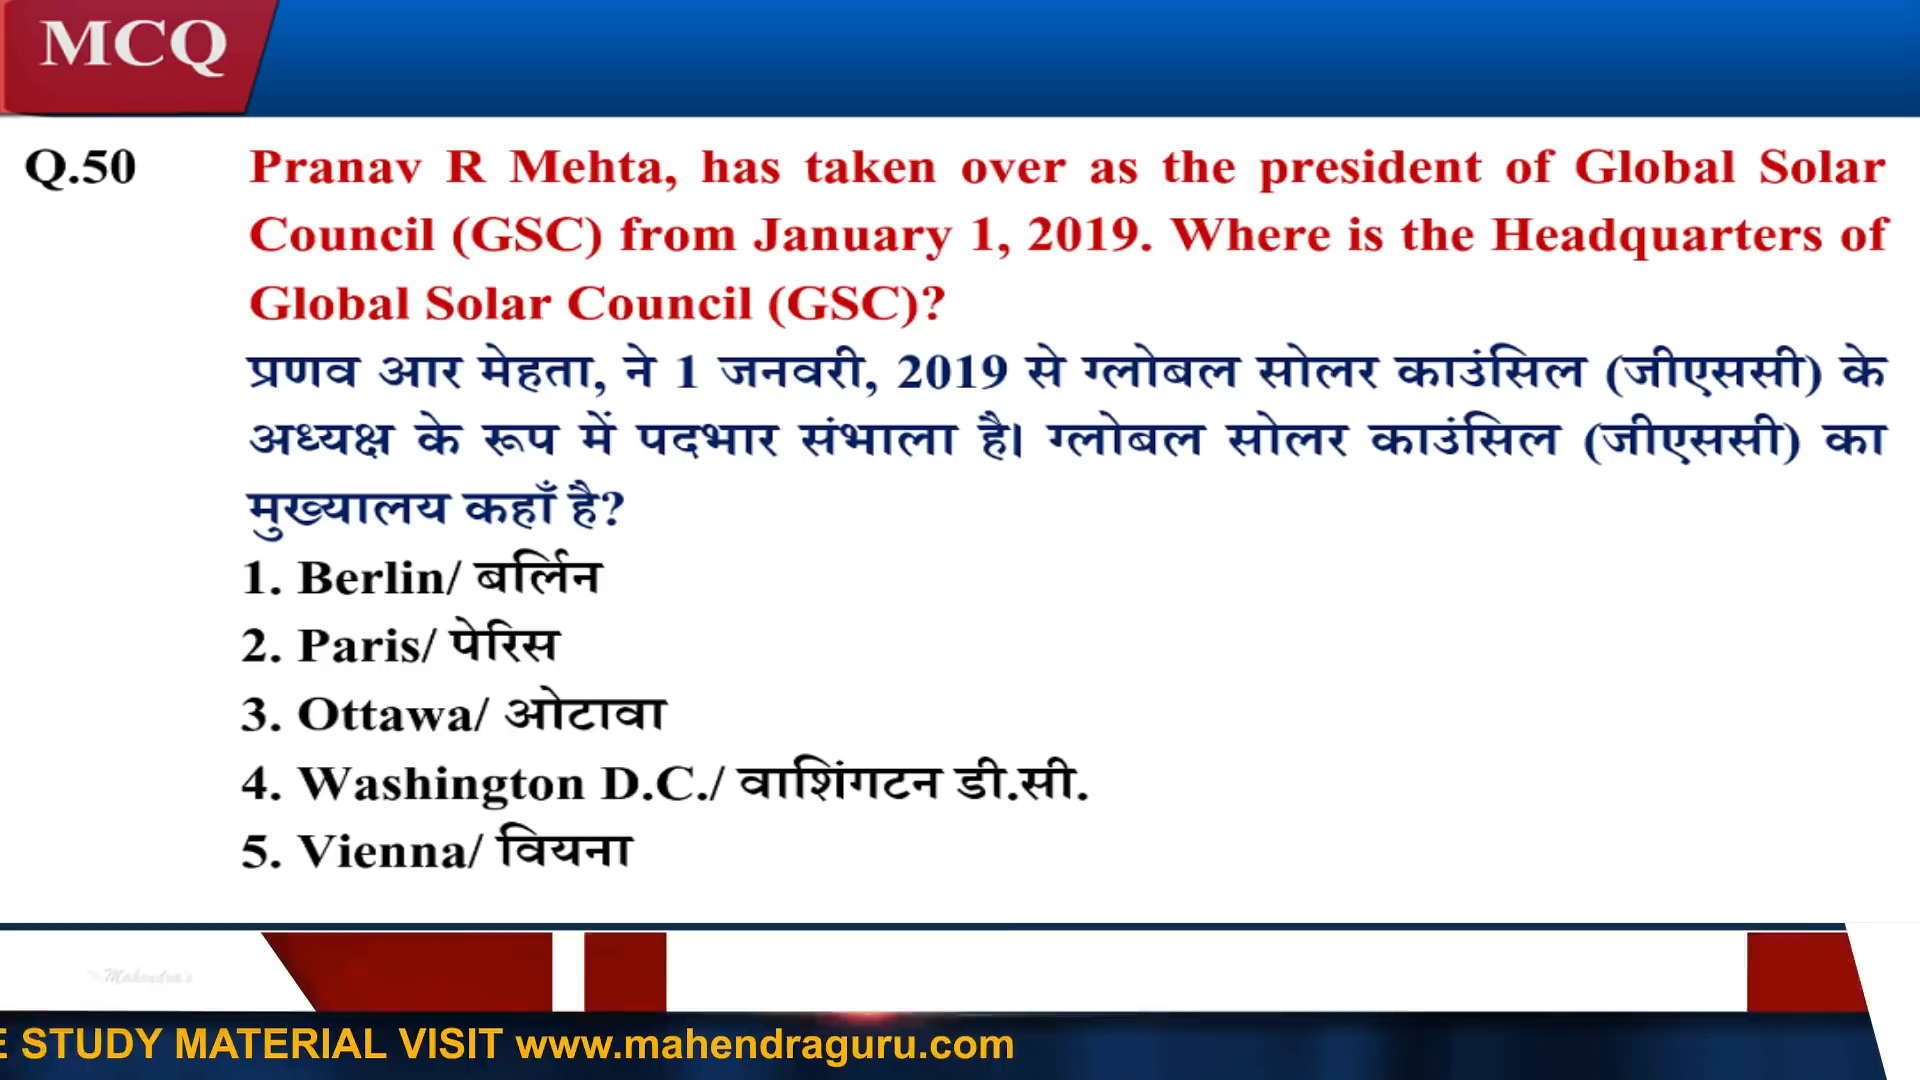 MCQ
Q.50 Pranav R Mehta, has taken over as the president of Global Solar
Council (GSC) from January 1, 2019. Where is the Headquarters of
Global Solar Council (GSC)?
प्रणव आर मेहता, ने 1 जनवरी, 2019 से ग्लोबल सोलर काउंसिल (जीएससी) के
अध्यक्ष के रूप में पदभार संभाला है। ग्लोबल सोलर काउंसिल (जीएससी) का
मुख्यालय कहाँ है?
1. Berlin/ बर्लिन
2. Paris/ पेरिस
3. Ottawa/ ओटावा
4. Washington D.C./ वाशिंगटन डी.सी.
5. Vienna/ वियना
Mahendra's
E STUDY MATERIAL VISIT www.mahendraguru.com